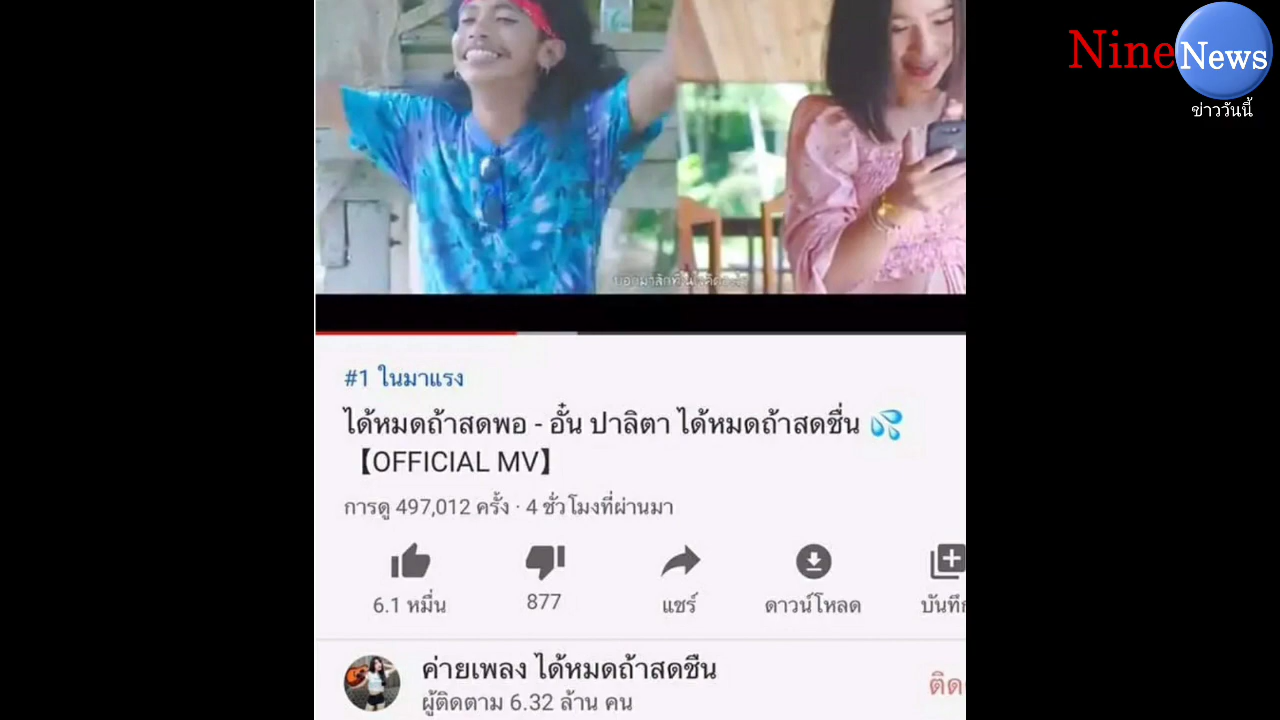 Nine News
ข่าววันนี้
#1 ในมาแรง
ได้หมดถ้าสดพอ - อั๋น ปาลิตา ได้หมดถ้าสดชื่น 💦
【OFFICIAL MV】
การดู 497,012 ครั้ง · 4 ชั่วโมงที่ผ่านมา
6.1 หมื่น 877 แชร์ ดาวน์โหลด บันทึก
ค่ายเพลง ได้หมดถ้าสดชืน
ผู้ติดตาม 6.32 ล้าน คน
ติด